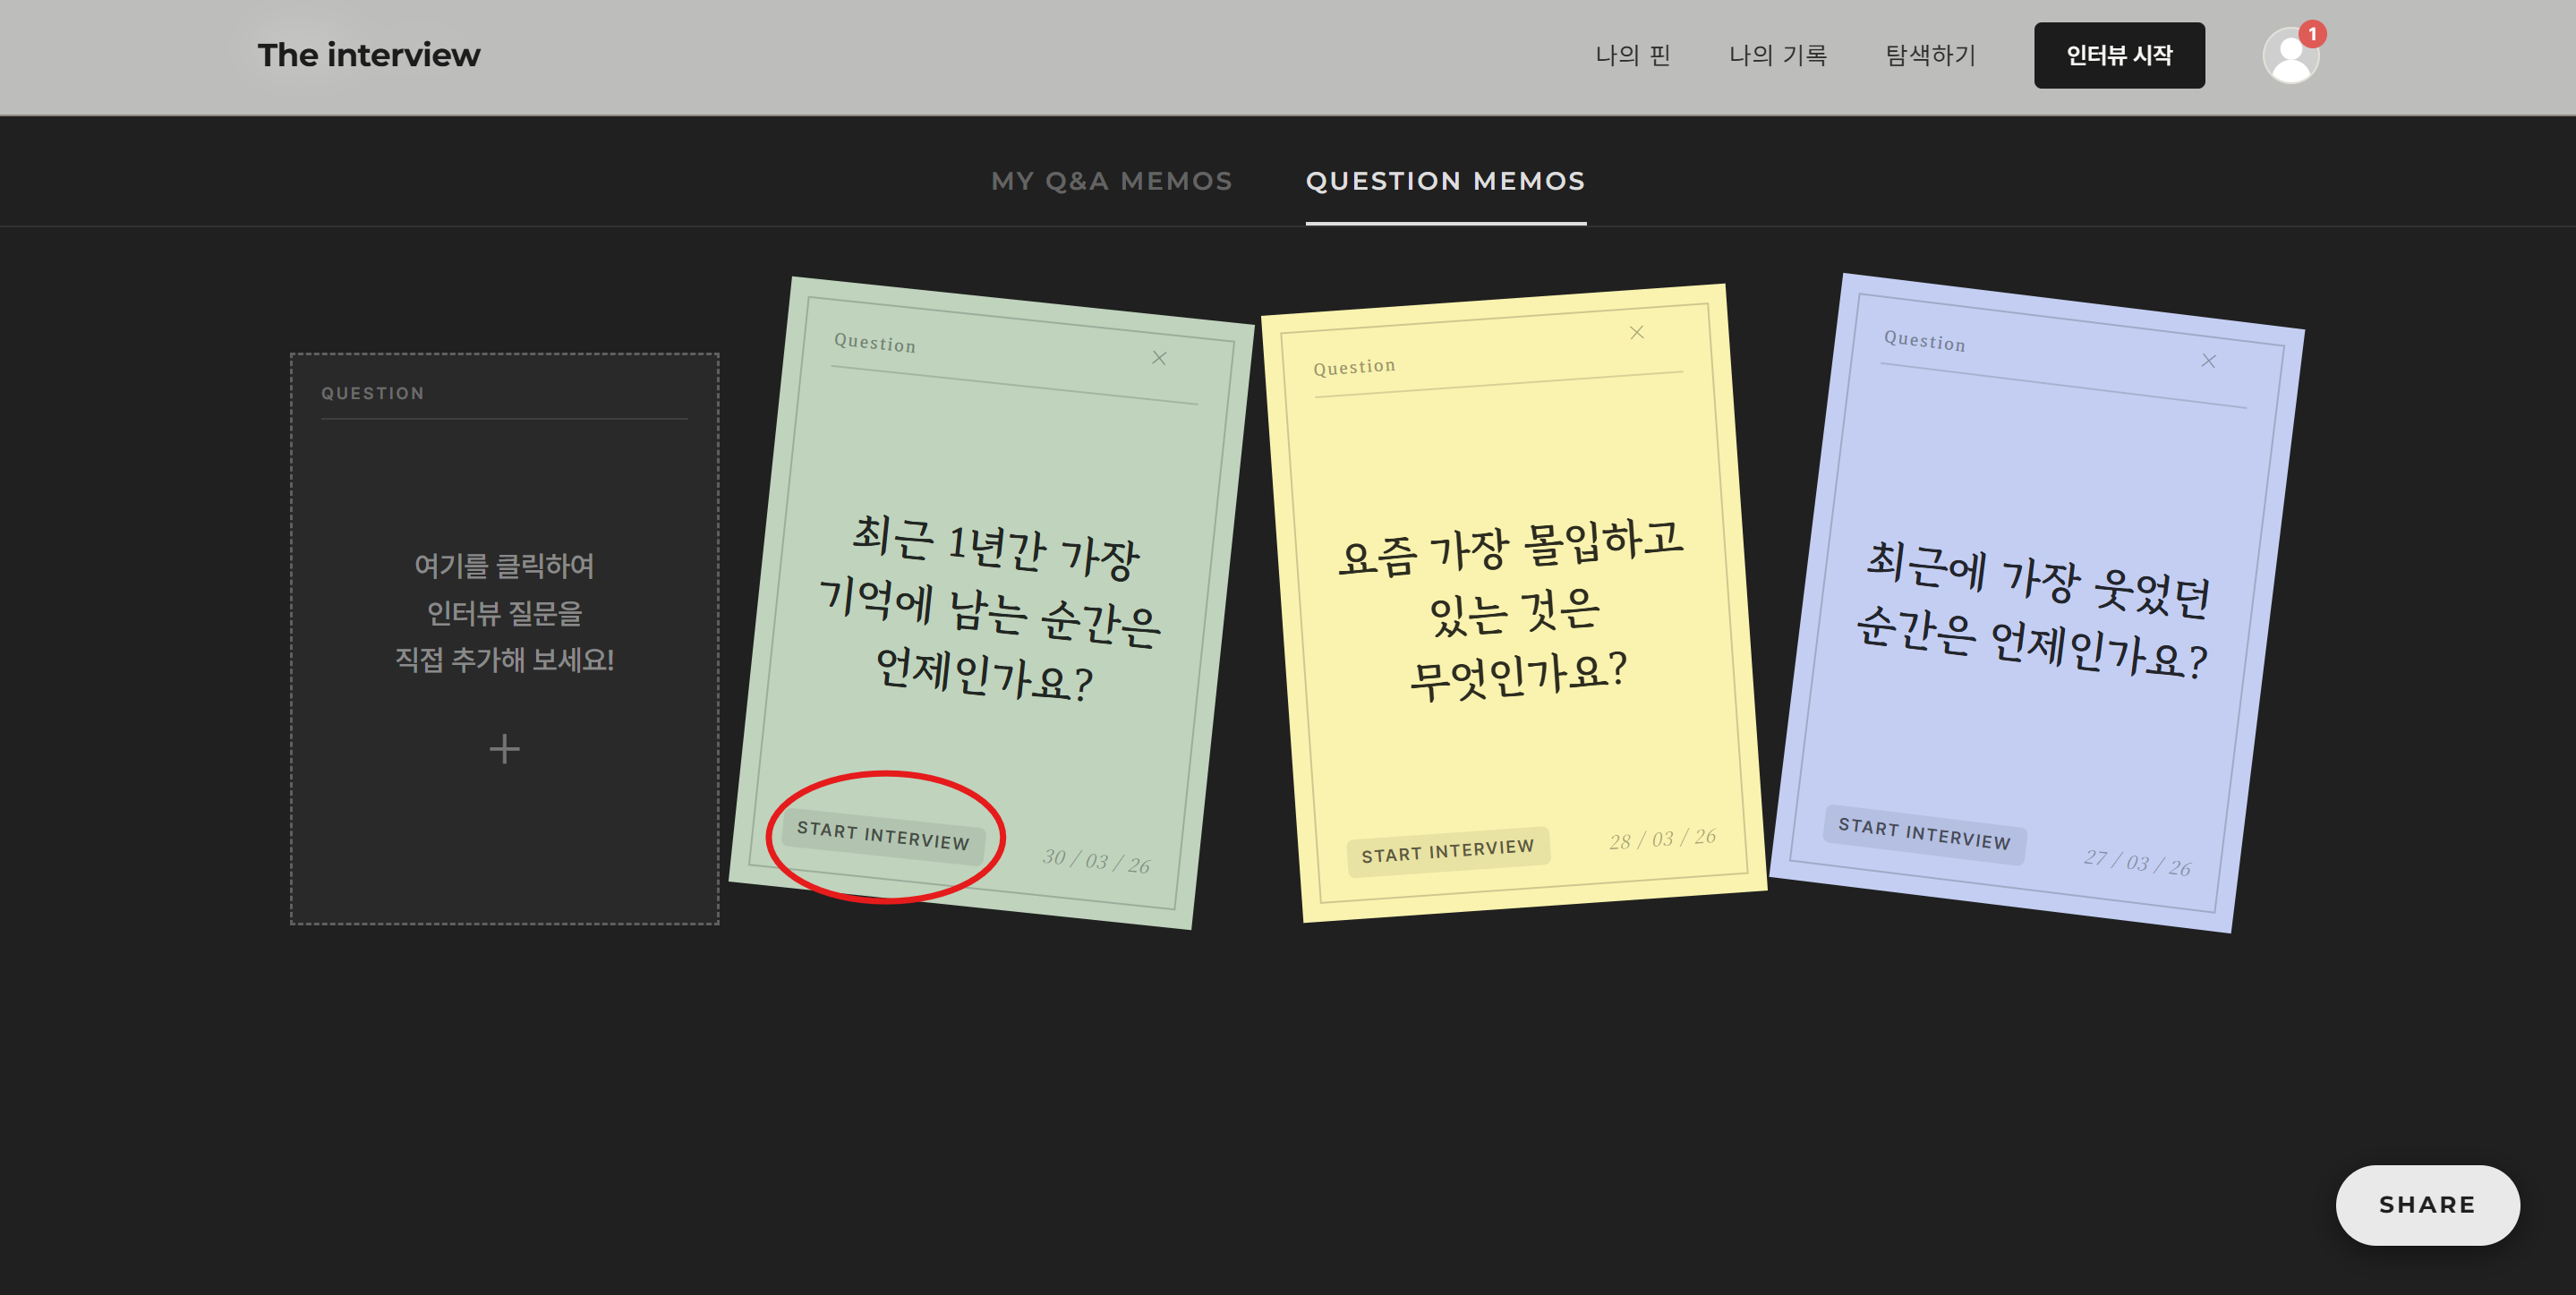 The interview
나의 핀
나의 기록
탐색하기
인터뷰 시작
1
MY Q&A MEMOS
QUESTION MEMOS
QUESTION
여기를 클릭하여
인터뷰 질문을
직접 추가해 보세요!
Question
최근 1년간 가장
기억에 남는 순간은
언제인가요?
START INTERVIEW
30 / 03 / 26
Question
요즘 가장 몰입하고
있는 것은
무엇인가요?
START INTERVIEW
28 / 03 / 26
Question
최근에 가장 웃었던
순간은 언제인가요?
START INTERVIEW
27 / 03 / 26
SHARE